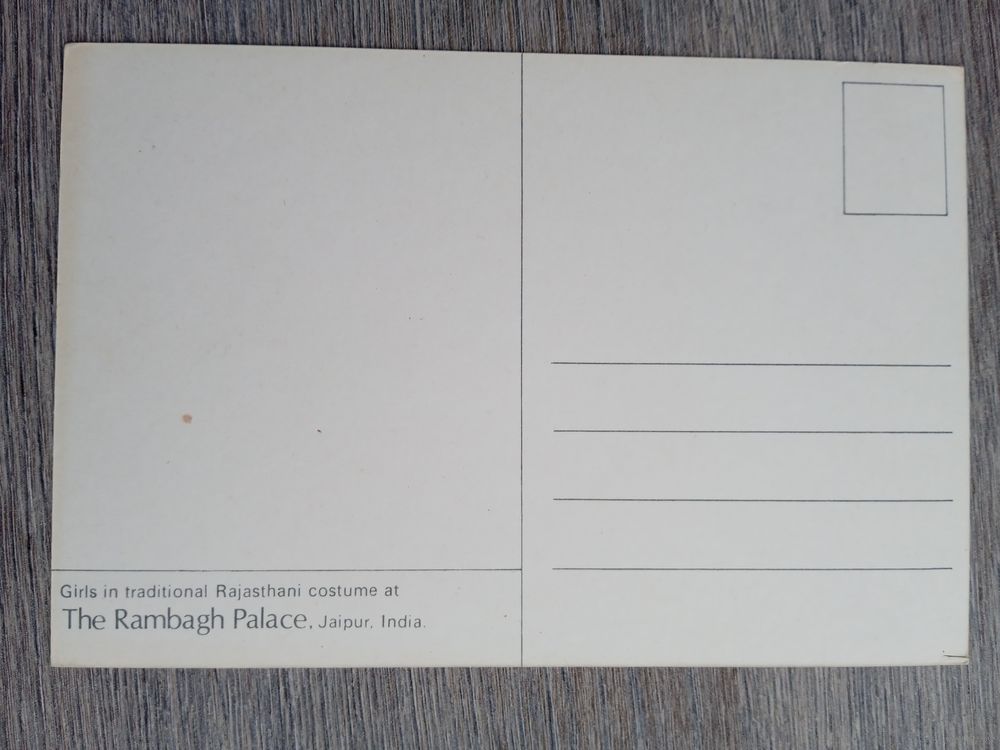 Girls in traditional Rajasthani costume at
The Rambagh Palace, Jaipur, India.